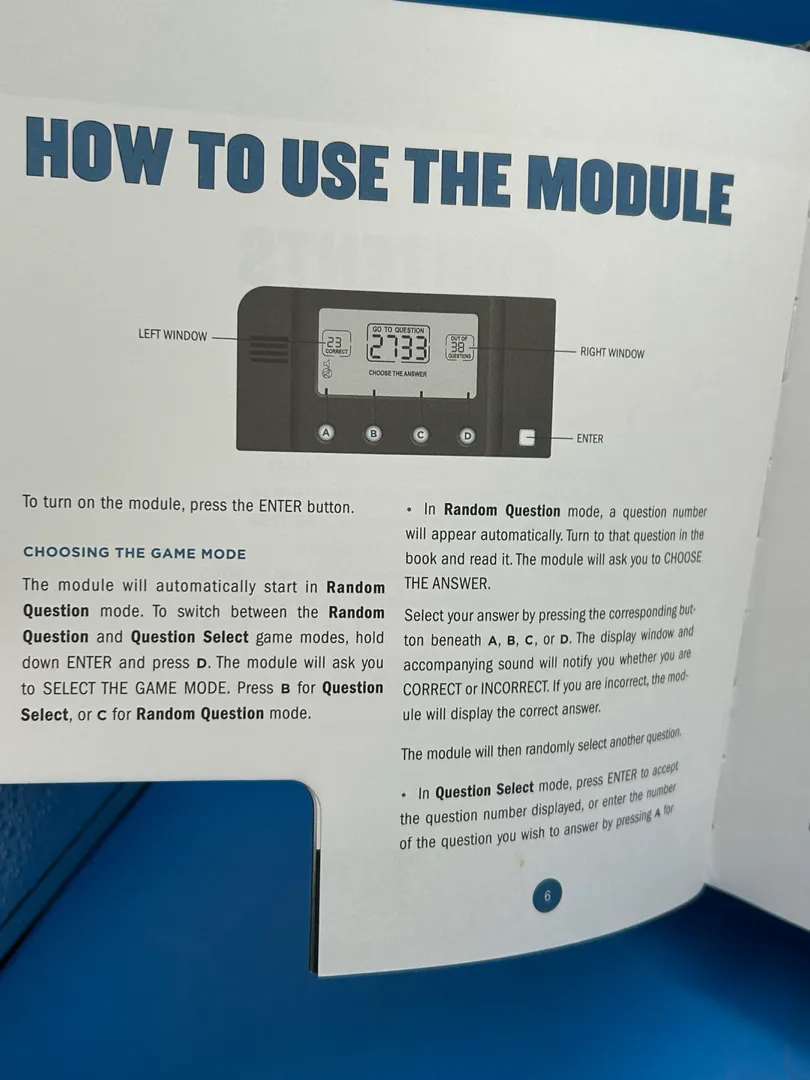 HOW TO USE THE MODULE
LEFT WINDOW
23
CORRECT
GO TO QUESTION
2733
CHOOSE THE ANSWER
OUT OF
38
QUESTIONS
RIGHT WINDOW
A
B
C
D
ENTER
To turn on the module, press the ENTER button.
CHOOSING THE GAME MODE
The module will automatically start in Random
Question mode. To switch between the Random
Question and Question Select game modes, hold
down ENTER and press D. The module will ask you
to SELECT THE GAME MODE. Press B for Question
Select, or C for Random Question mode.
• In Random Question mode, a question number
will appear automatically. Turn to that question in the
book and read it. The module will ask you to CHOOSE
THE ANSWER.
Select your answer by pressing the corresponding but-
ton beneath A, B, C, or D. The display window and
accompanying sound will notify you whether you are
CORRECT or INCORRECT. If you are incorrect, the mod-
ule will display the correct answer.
The module will then randomly select another question.
• In Question Select mode, press ENTER to accept
the question number displayed, or enter the number
of the question you wish to answer by pressing A for
6